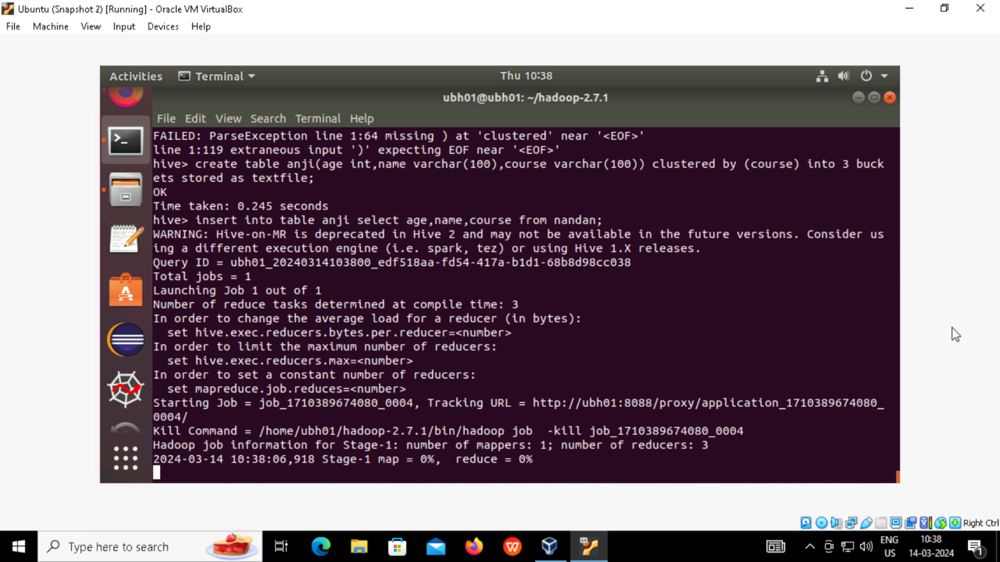 Ubuntu (Snapshot 2) [Running] - Oracle VM VirtualBox
File Machine View Input Devices Help
Activities Terminal Thu 10:38
ubh01@ubh01: ~/hadoop-2.7.1
File Edit View Search Terminal Help
FAILED: ParseException line 1:64 missing ) at 'clustered' near '<EOF>'
line 1:119 extraneous input ')' expecting EOF near '<EOF>'
hive> create table anji(age int,name varchar(100),course varchar(100)) clustered by (course) into 3 buck
ets stored as textfile;
OK
Time taken: 0.245 seconds
hive> insert into table anji select age,name,course from nandan;
WARNING: Hive-on-MR is deprecated in Hive 2 and may not be available in the future versions. Consider us
ing a different execution engine (i.e. spark, tez) or using Hive 1.X releases.
Query ID = ubh01_20240314103800_edf518aa-fd54-417a-b1d1-68b8d98cc038
Total jobs = 1
Launching Job 1 out of 1
Number of reduce tasks determined at compile time: 3
In order to change the average load for a reducer (in bytes):
  set hive.exec.reducers.bytes.per.reducer=<number>
In order to limit the maximum number of reducers:
  set hive.exec.reducers.max=<number>
In order to set a constant number of reducers:
  set mapreduce.job.reduces=<number>
Starting Job = job_1710389674080_0004, Tracking URL = http://ubh01:8088/proxy/application_1710389674080_
0004/
Kill Command = /home/ubh01/hadoop-2.7.1/bin/hadoop job  -kill job_1710389674080_0004
Hadoop job information for Stage-1: number of mappers: 1; number of reducers: 3
2024-03-14 10:38:06,918 Stage-1 map = 0%,  reduce = 0%
Right Ctrl
Type here to search
ENG
US
10:38
14-03-2024
1